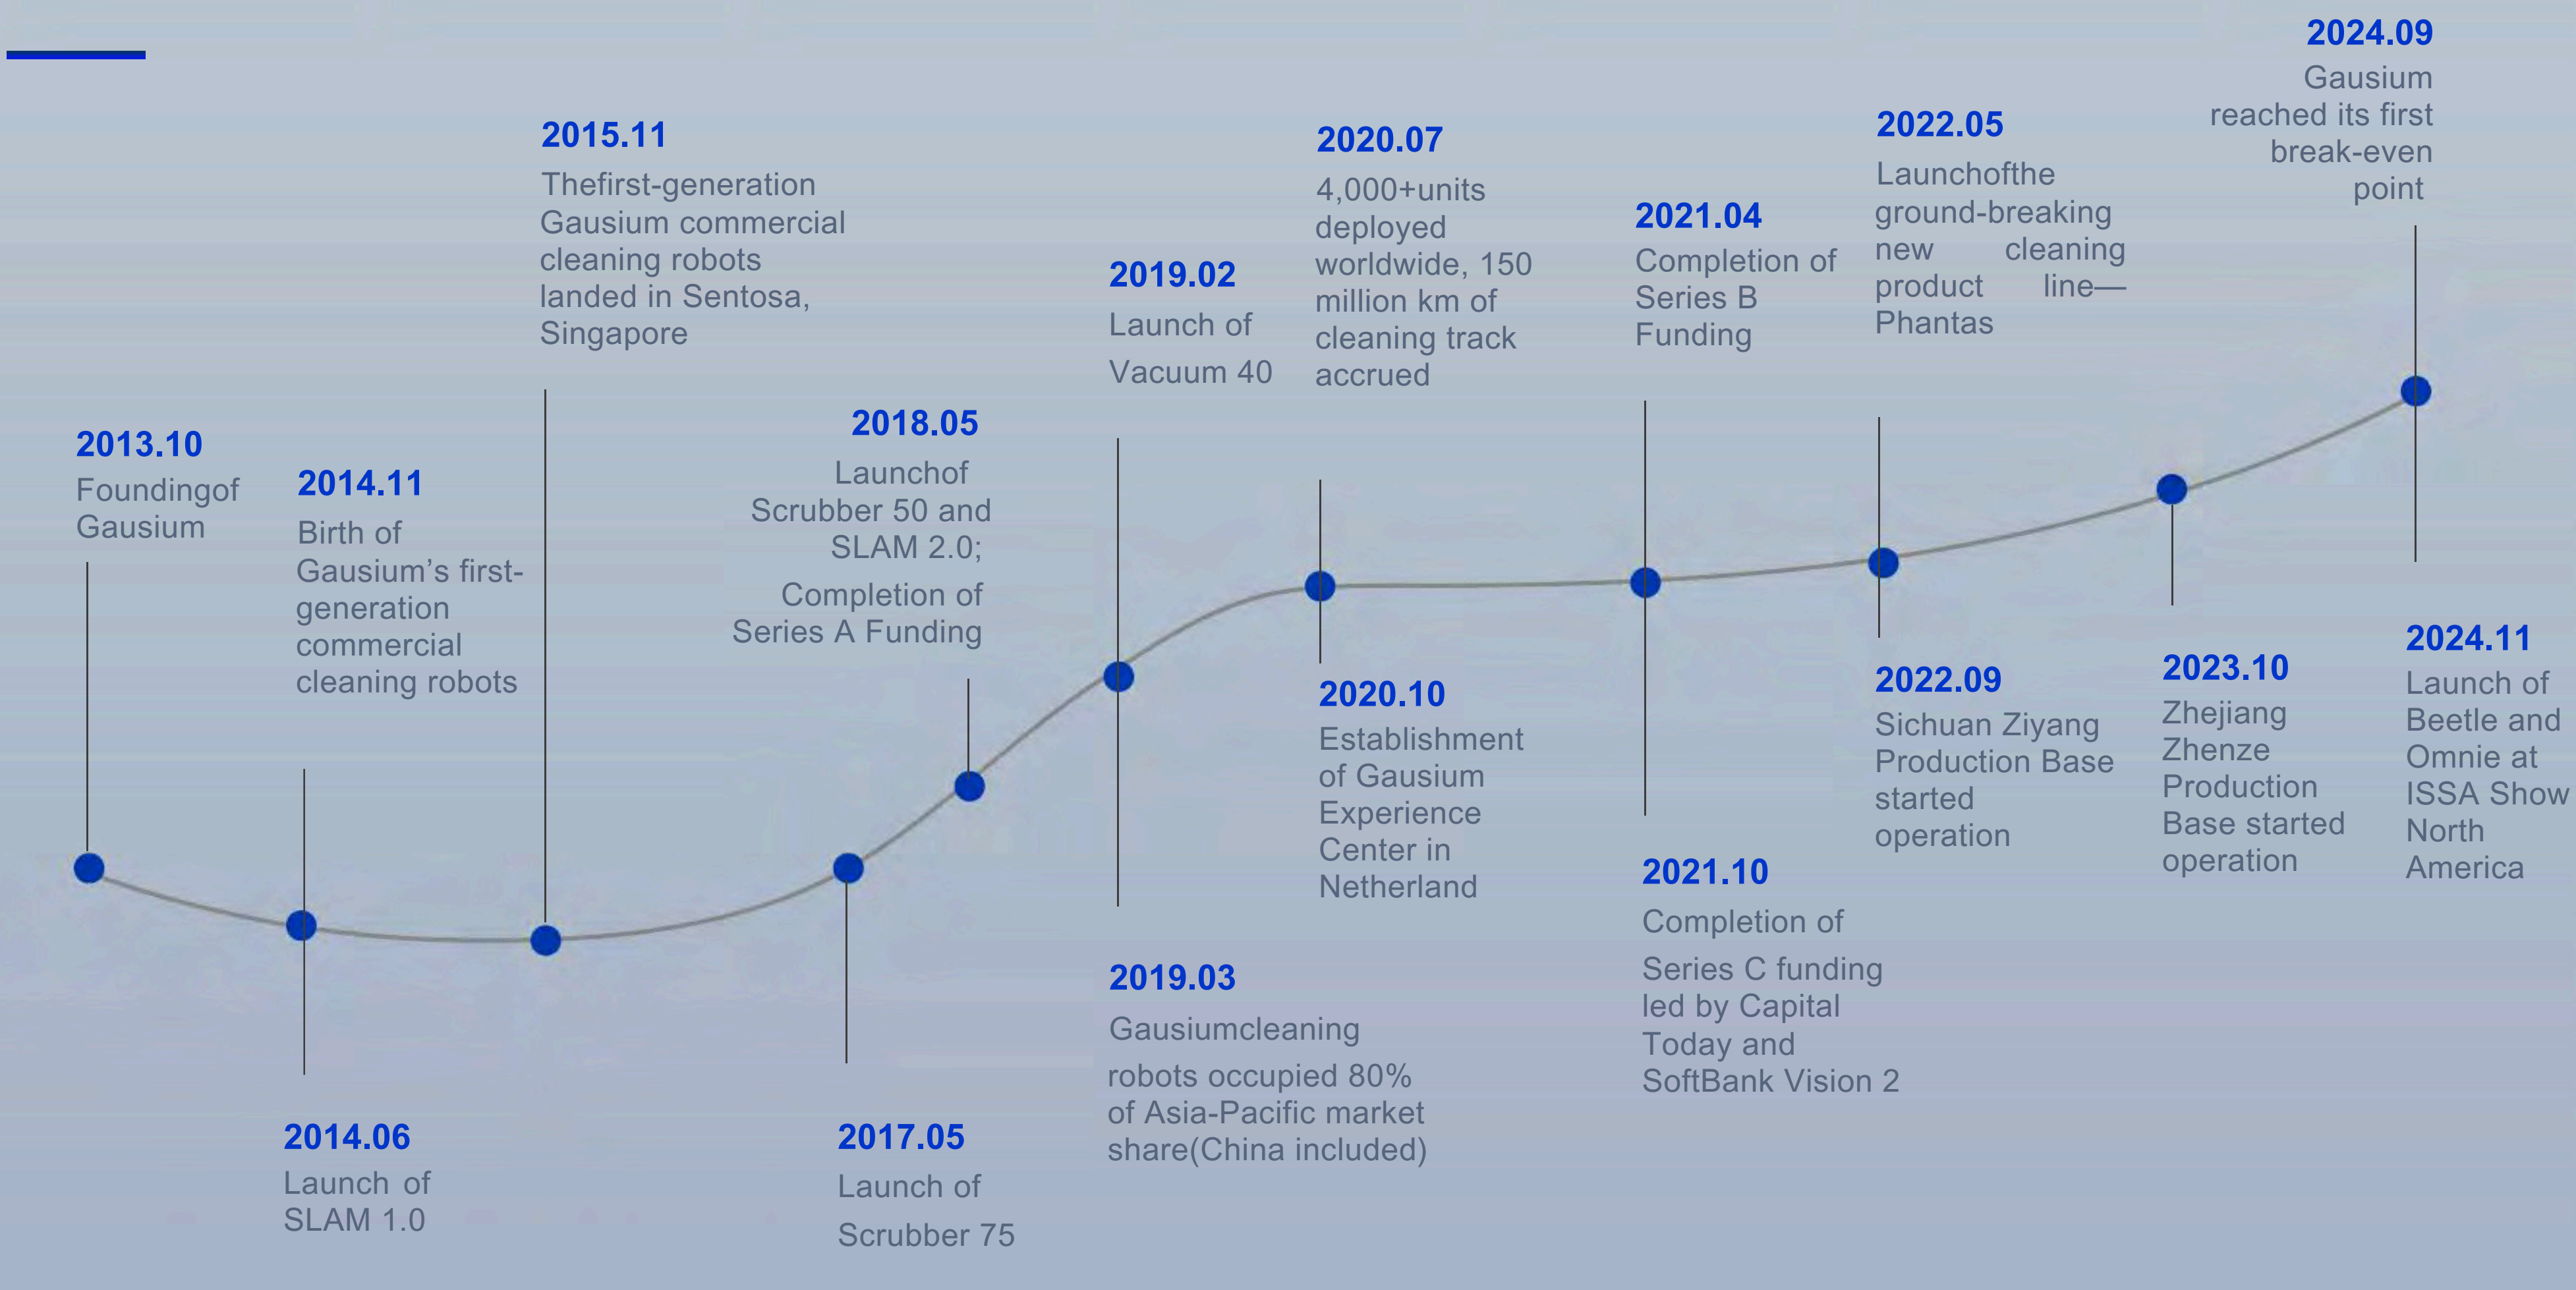 2013.10
Foundingof
Gausium
2014.11
Birth of
Gausium’s first-
generation
commercial
cleaning robots
2014.06
Launch of
SLAM 1.0
2015.11
Thefirst-generation
Gausium commercial
cleaning robots
landed in Sentosa,
Singapore
2017.05
Launch of
Scrubber 75
2018.05
Launchof
Scrubber 50 and
SLAM 2.0;
Completion of
Series A Funding
2019.02
Launch of
Vacuum 40
2019.03
Gausiumcleaning
robots occupied 80%
of Asia-Pacific market
share(China included)
2020.07
4,000+units
deployed
worldwide, 150
million km of
cleaning track
accrued
2020.10
Establishment
of Gausium
Experience
Center in
Netherland
2021.04
Completion of
Series B
Funding
2021.10
Completion of
Series C funding
led by Capital
Today and
SoftBank Vision 2
2022.05
Launchofthe
ground-breaking
new cleaning
product line—
Phantas
2022.09
Sichuan Ziyang
Production Base
started
operation
2023.10
Zhejiang
Zhenze
Production
Base started
operation
2024.09
Gausium
reached its first
break-even
point
2024.11
Launch of
Beetle and
Omnie at
ISSA Show
North
America